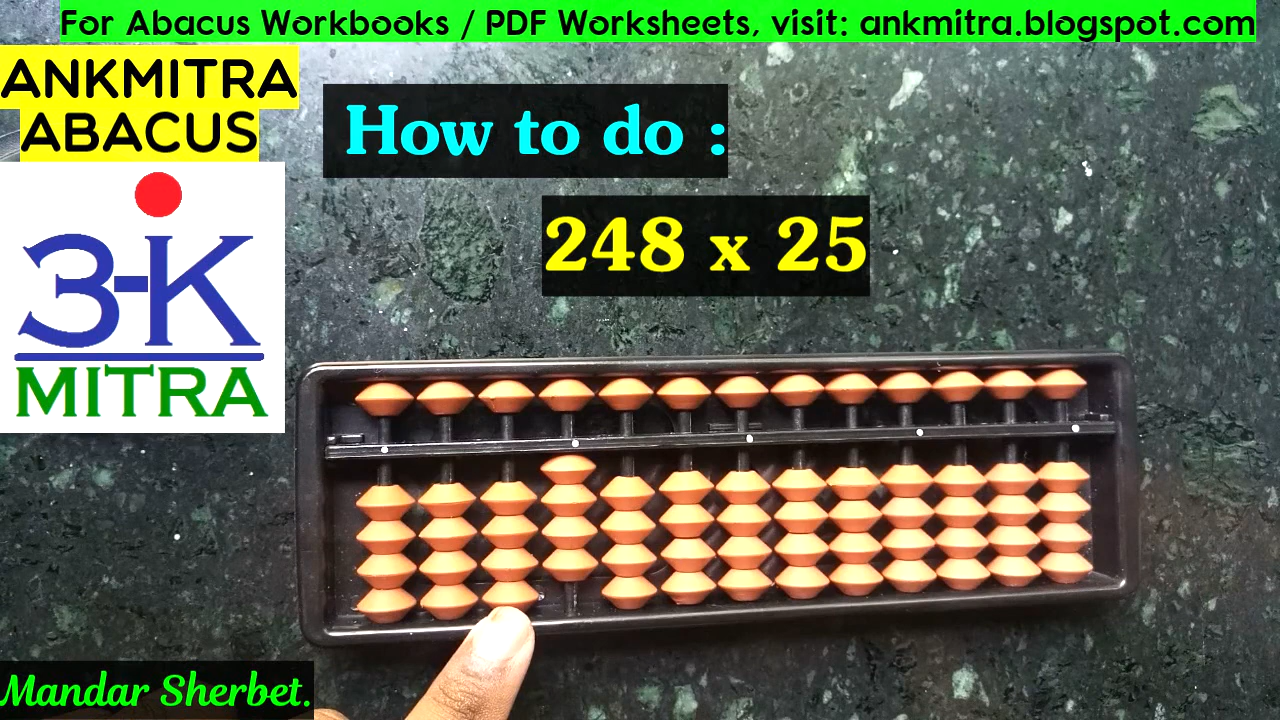 For Abacus Workbooks / PDF Worksheets, visit: ankmitra.blogspot.com
ANKMITRA
ABACUS
How to do :
248 x 25
3-K
MITRA
Mandar Sherbet.